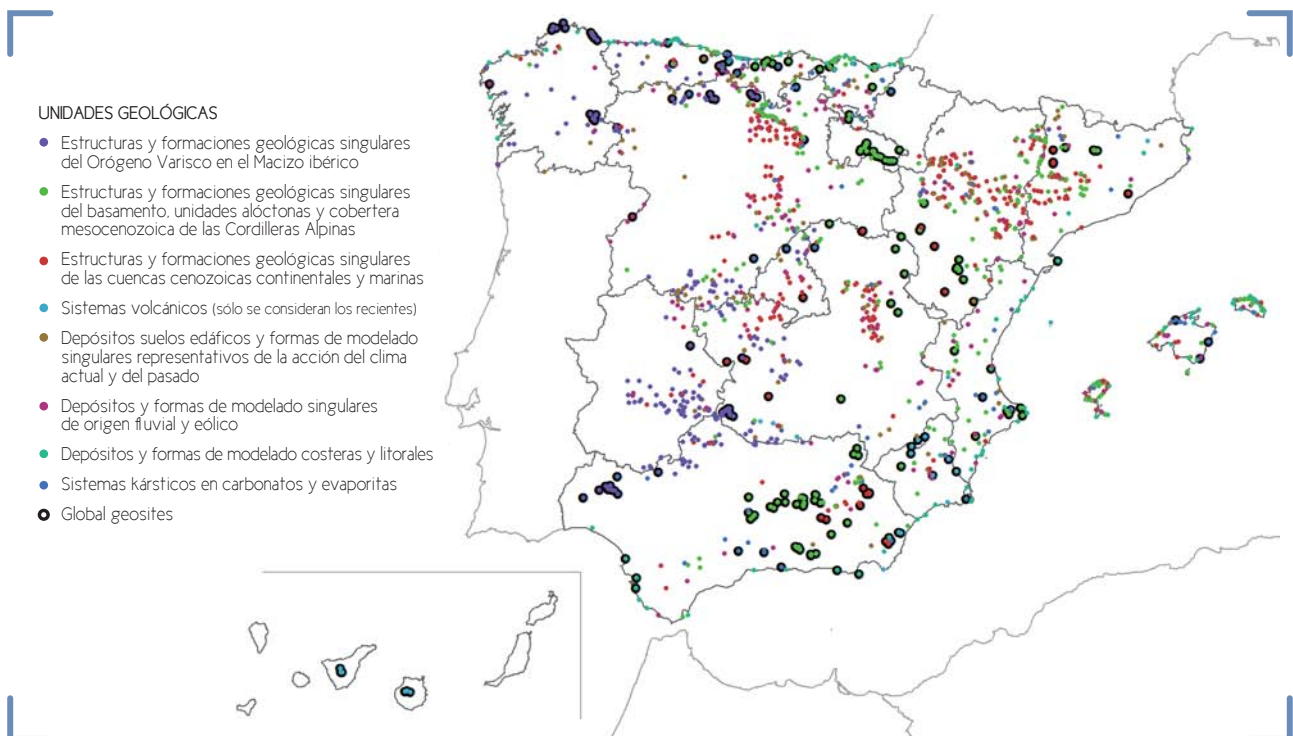 UNIDADES GEOLÓGICAS
Estructuras y formaciones geológicas singulares
del Orógeno Varisco en el Macizo ibérico
Estructuras y formaciones geológicas singulares
del basamento, unidades alóctonas y cobertera
mesocenozoica de las Cordilleras Alpinas
Estructuras y formaciones geológicas singulares
de las cuencas cenozoicas continentales y marinas
Sistemas volcánicos (sólo se consideran los recientes)
Depósitos suelos edáficos y formas de modelado
singulares representativos de la acción del clima
actual y del pasado
Depósitos y formas de modelado singulares
de origen fluvial y eólico
Depósitos y formas de modelado costeras y litorales
Sistemas kársticos en carbonatos y evaporitas
Global geosites